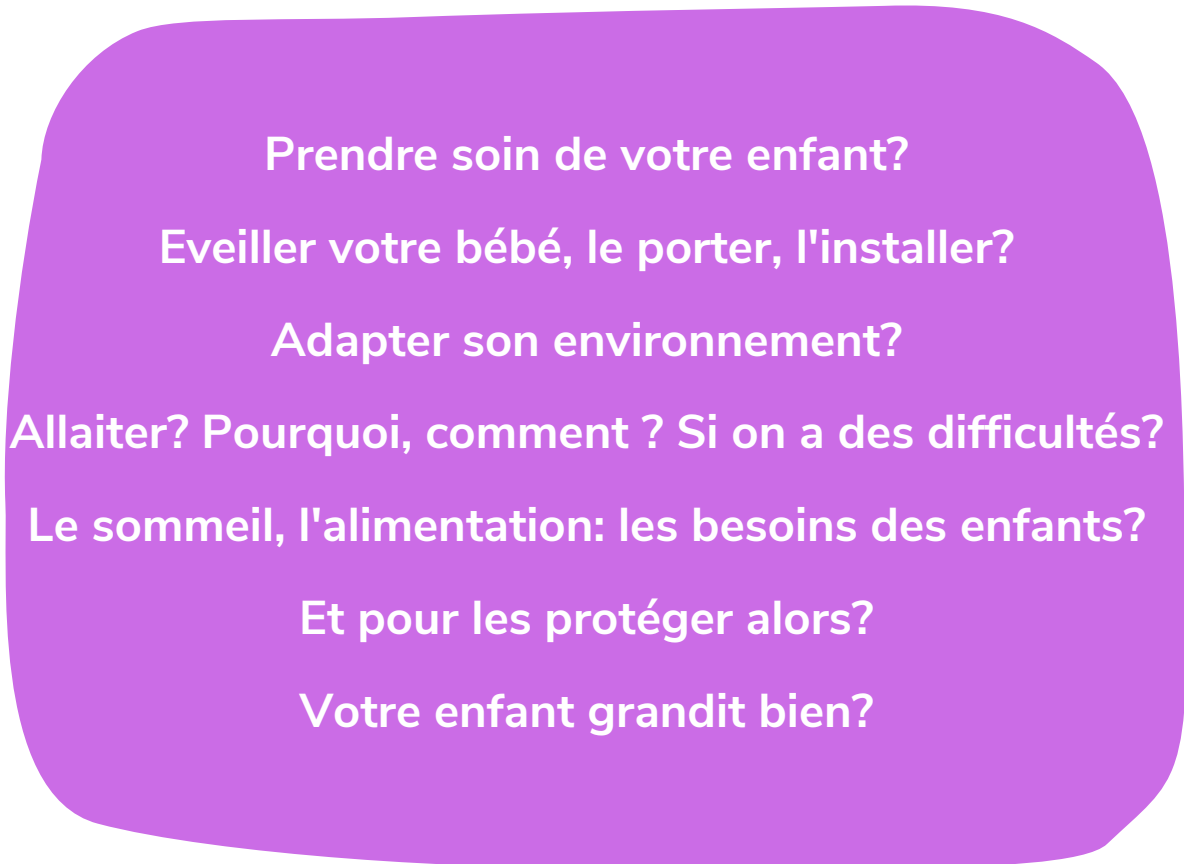 Prendre soin de votre enfant?
Eveiller votre bébé, le porter, l'installer?
Adapter son environnement?
Allaiter? Pourquoi, comment ? Si on a des difficultés?
Le sommeil, l'alimentation: les besoins des enfants?
Et pour les protéger alors?
Votre enfant grandit bien?